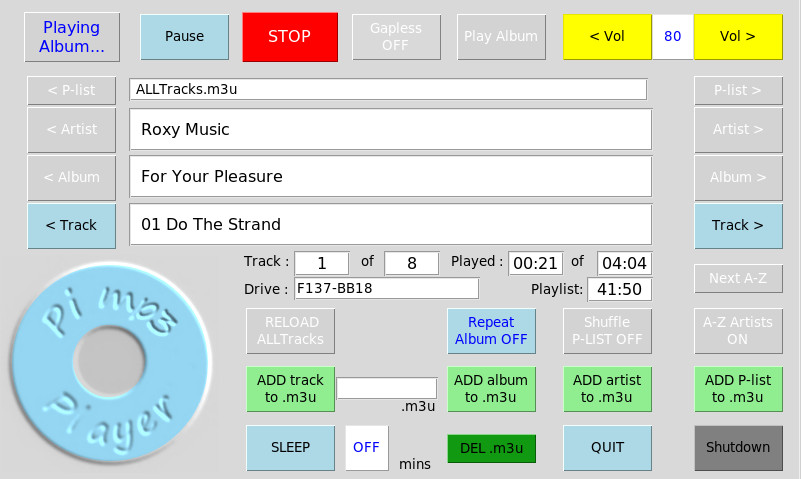 Playing
Album...
Pause
STOP
Gapless
OFF
Play Album
< Vol
80
Vol >
< P-list
ALLTracks.m3u
P-list >
< Artist
Roxy Music
Artist >
< Album
For Your Pleasure
Album >
< Track
01 Do The Strand
Track >
Track : 1 of 8 Played : 00:21 of 04:04
Next A-Z
Drive : F137-BB18 Playlist: 41:50
Pi mp3
Player
RELOAD
ALLTracks
Repeat
Album OFF
Shuffle
P-LIST OFF
A-Z Artists
ON
ADD track
to .m3u
.m3u
ADD album
to .m3u
ADD artist
to .m3u
ADD P-list
to .m3u
SLEEP
OFF
mins
DEL .m3u
QUIT
Shutdown